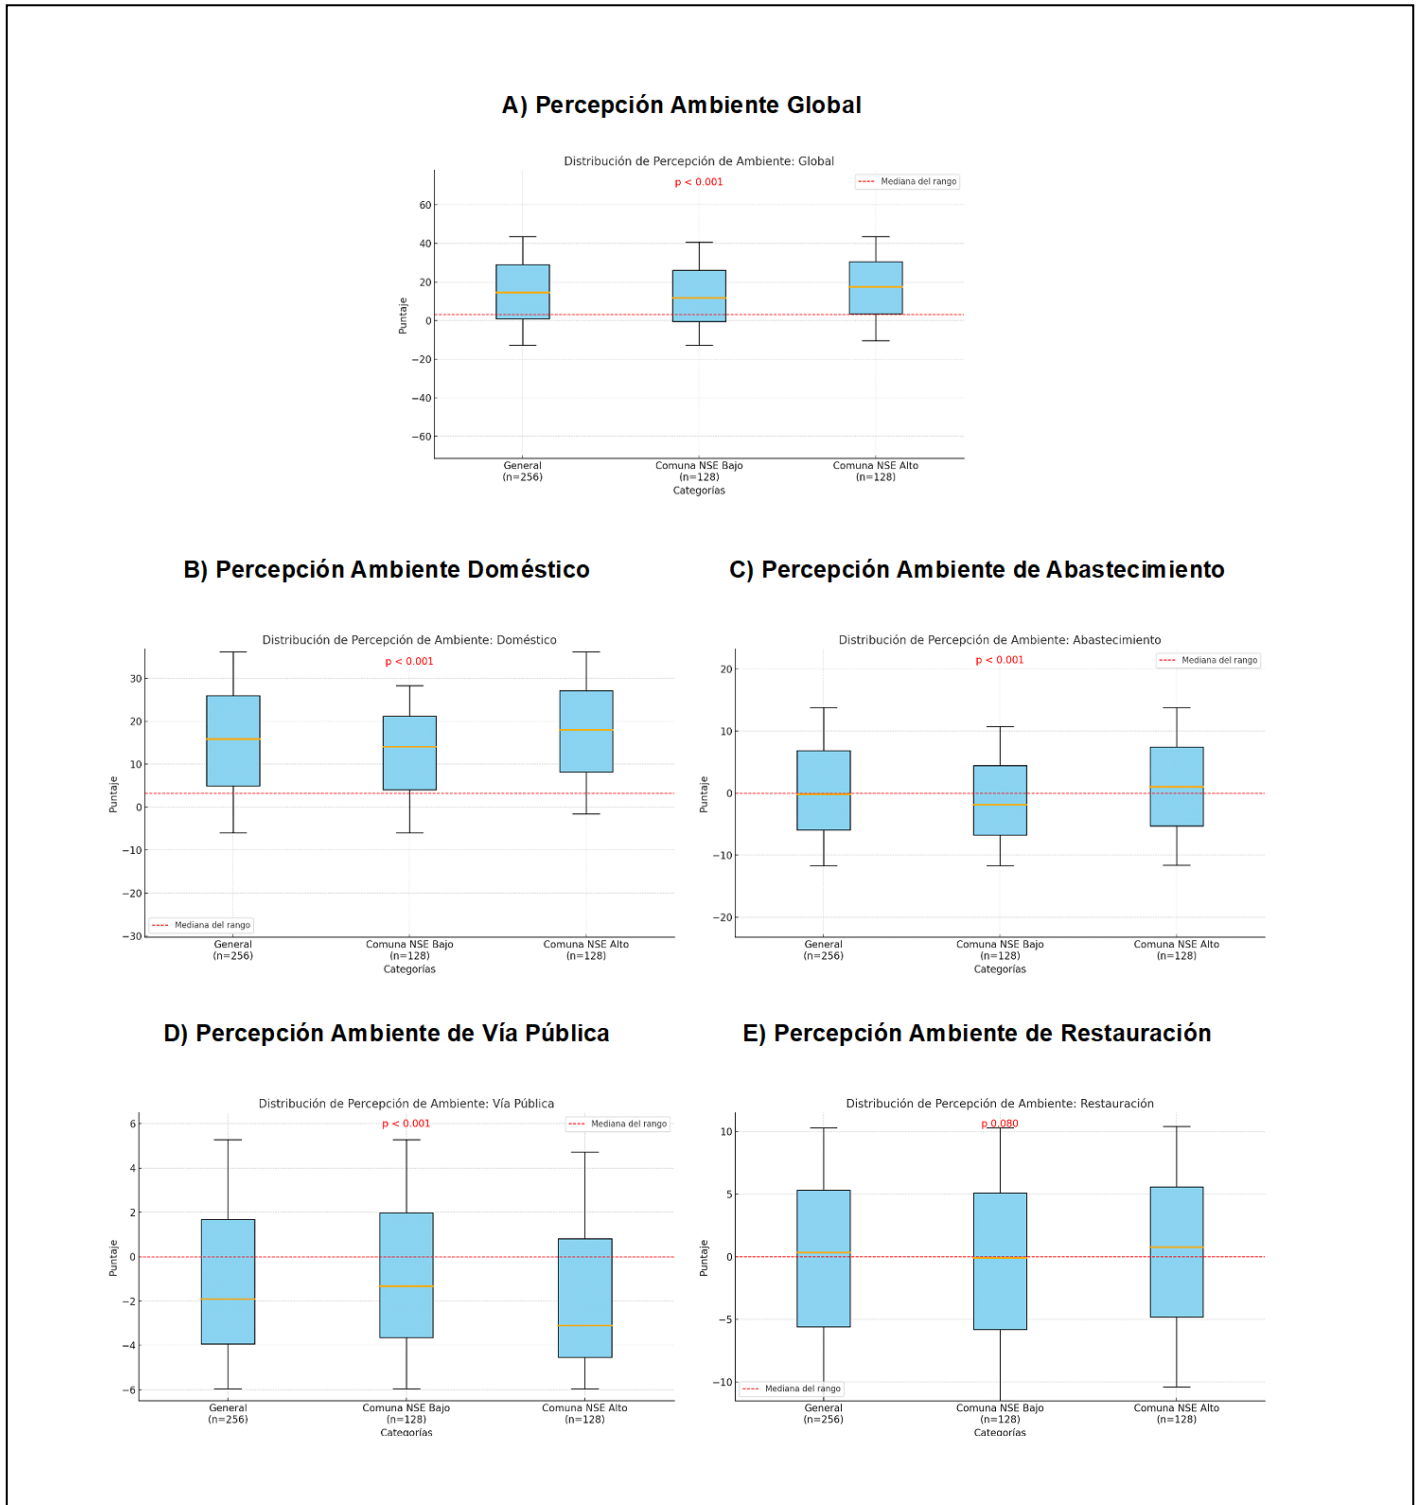 A) Percepción Ambiente Global
Distribución de Percepción de Ambiente: Global
p < 0.001
Mediana del rango
60
40
20
0
−20
−40
−60
Puntaje
General
(n=256)
Comuna NSE Bajo
(n=128)
Comuna NSE Alto
(n=128)
Categorías
B) Percepción Ambiente Doméstico
Distribución de Percepción de Ambiente: Doméstico
p < 0.001
30
20
10
0
−10
−20
−30
Puntaje
Mediana del rango
General
(n=256)
Comuna NSE Bajo
(n=128)
Comuna NSE Alto
(n=128)
Categorías
C) Percepción Ambiente de Abastecimiento
Distribución de Percepción de Ambiente: Abastecimiento
p < 0.001
Mediana del rango
20
10
0
−10
−20
Puntaje
General
(n=256)
Comuna NSE Bajo
(n=128)
Comuna NSE Alto
(n=128)
Categorías
D) Percepción Ambiente de Vía Pública
Distribución de Percepción de Ambiente: Vía Pública
p < 0.001
Mediana del rango
6
4
2
0
−2
−4
−6
Puntaje
General
(n=256)
Comuna NSE Bajo
(n=128)
Comuna NSE Alto
(n=128)
Categorías
E) Percepción Ambiente de Restauración
Distribución de Percepción de Ambiente: Restauración
p 0.080
10
5
0
−5
−10
Puntaje
Mediana del rango
General
(n=256)
Comuna NSE Bajo
(n=128)
Comuna NSE Alto
(n=128)
Categorías